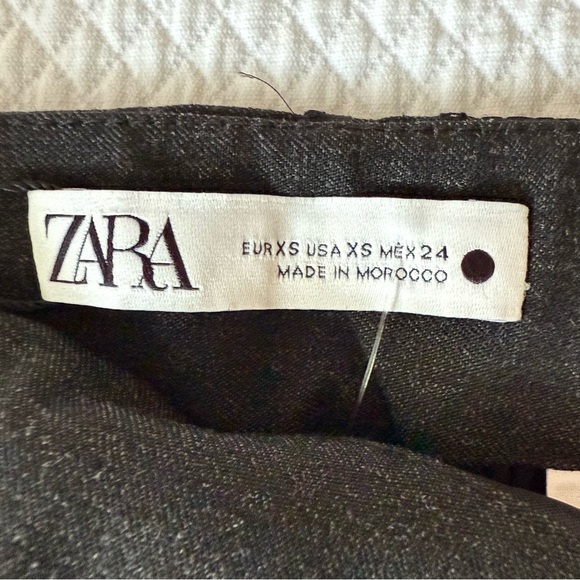 ZARA
EUR XS USA XS MEX 24
MADE IN MOROCCO